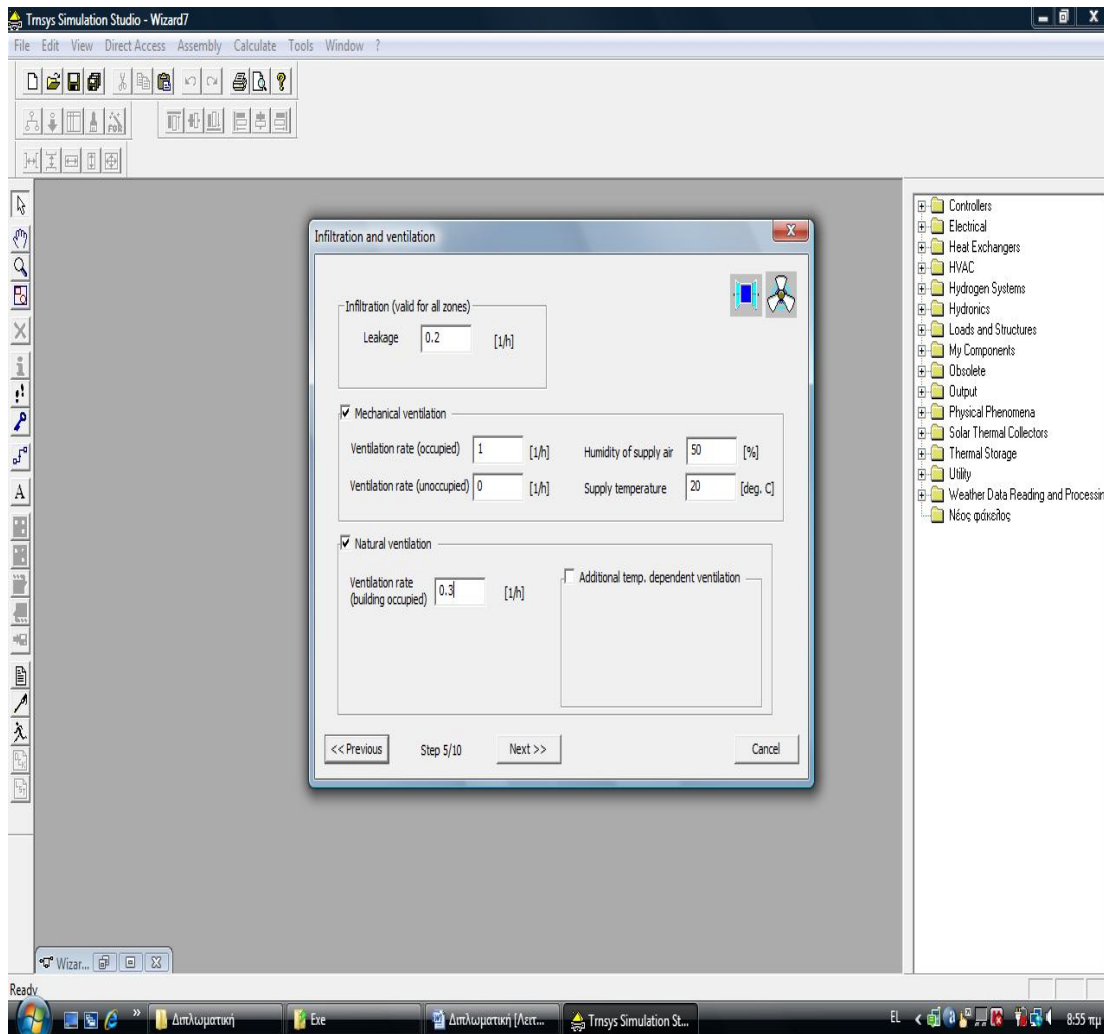 Trnsys Simulation Studio - Wizard7
File Edit View Direct Access Assembly Calculate Tools Window ?
Infiltration and ventilation
Infiltration (valid for all zones)
Leakage 0.2 [1/h]
Mechanical ventilation
Ventilation rate (occupied) 1 [1/h] Humidity of supply air 50 [%]
Ventilation rate (unoccupied) 0 [1/h] Supply temperature 20 [deg. C]
Natural ventilation
Ventilation rate
(building occupied) 0.3 [1/h]
Additional temp. dependent ventilation
<< Previous Step 5/10 Next >> Cancel
Controllers
Electrical
Heat Exchangers
HVAC
Hydrogen Systems
Hydronics
Loads and Structures
My Components
Obsolete
Output
Physical Phenomena
Solar Thermal Collectors
Thermal Storage
Utility
Weather Data Reading and Processin
Νέος φάκελος
Wizar...
Ready
Διπλωματική Exe Διπλωματική [Λειτ... Trnsys Simulation St... EL 8:55 πμ